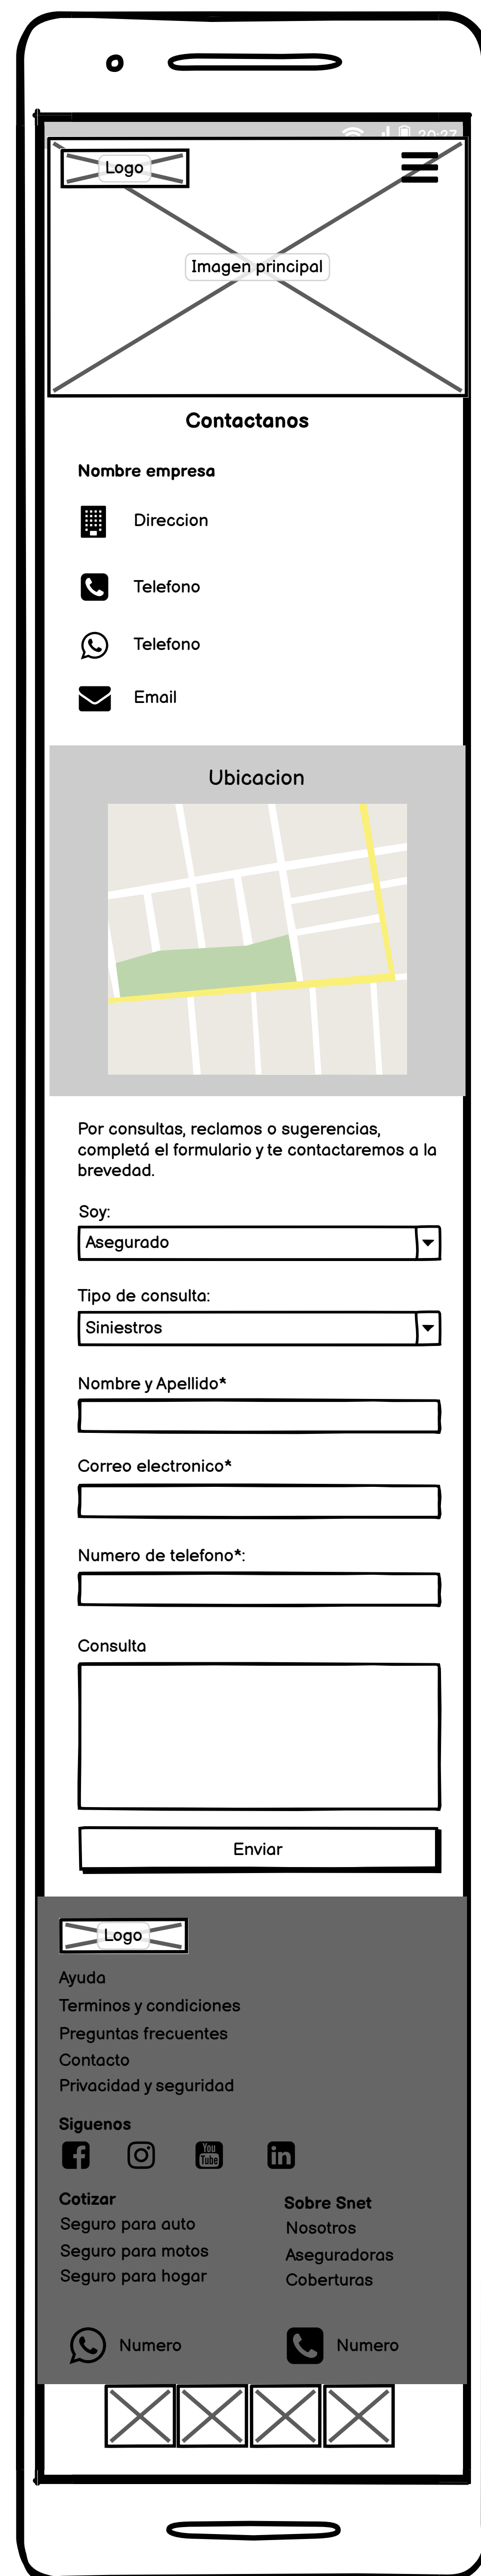 20:27
Logo
Imagen principal
Contactanos
Nombre empresa
Direccion
Telefono
Telefono
Email
Ubicacion
Por consultas, reclamos o sugerencias,
completá el formulario y te contactaremos a la
brevedad.
Soy:
Asegurado
Tipo de consulta:
Siniestros
Nombre y Apellido*
Correo electronico*
Numero de telefono*:
Consulta
Enviar
Logo
Ayuda
Terminos y condiciones
Preguntas frecuentes
Contacto
Privacidad y seguridad
Siguenos
You
Tube
in
Cotizar
Seguro para auto
Seguro para motos
Seguro para hogar
Sobre Snet
Nosotros
Aseguradoras
Coberturas
Numero
Numero